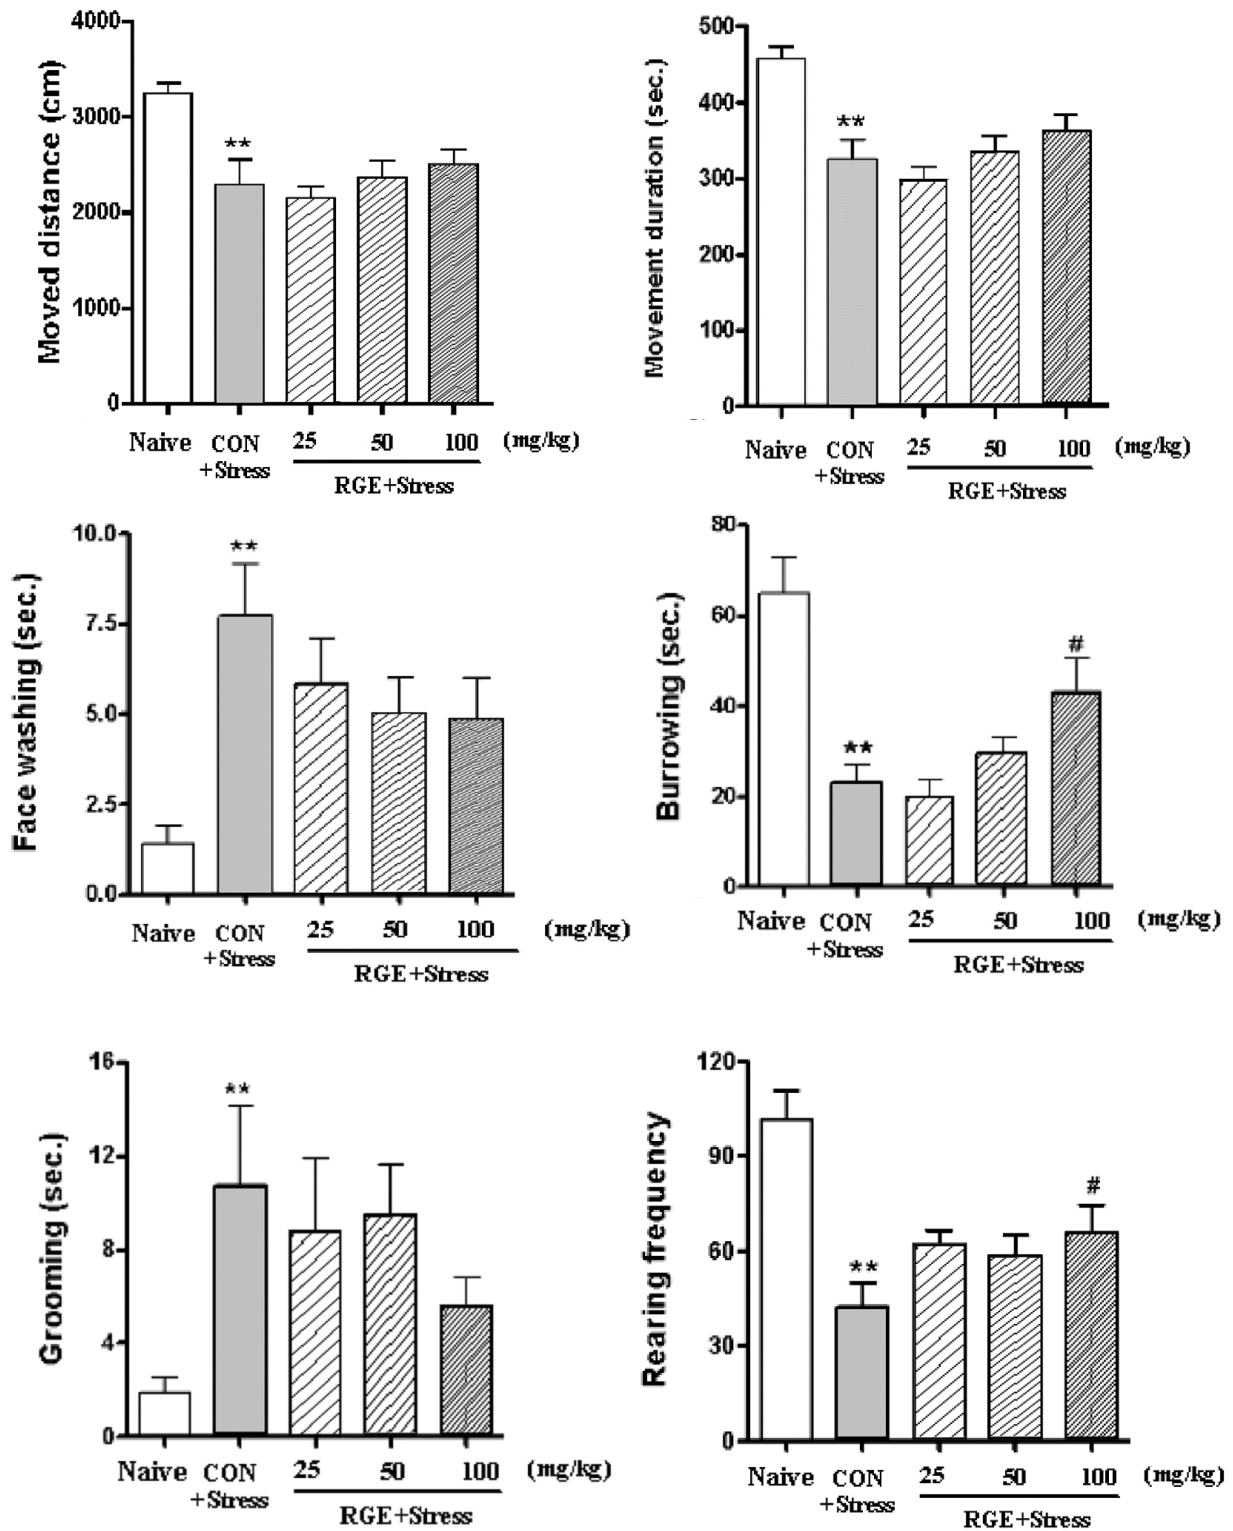 Moved distance (cm)
4000
3000
2000
1000
0
**
Naive CON +Stress 25 50 100 (mg/kg)
RGE+Stress
Movement duration (sec.)
500
400
300
200
100
0
**
Naive CON +Stress 25 50 100 (mg/kg)
RGE+Stress
Face washing (sec.)
10.0
7.5
5.0
2.5
0.0
**
Naive CON +Stress 25 50 100 (mg/kg)
RGE+Stress
Burrowing (sec.)
80
60
40
20
0
**
#
Naive CON +Stress 25 50 100 (mg/kg)
RGE+Stress
Grooming (sec.)
16
12
8
4
0
**
Naive CON +Stress 25 50 100 (mg/kg)
RGE+Stress
Rearing frequency
120
90
60
30
0
**
#
Naive CON +Stress 25 50 100 (mg/kg)
RGE+Stress